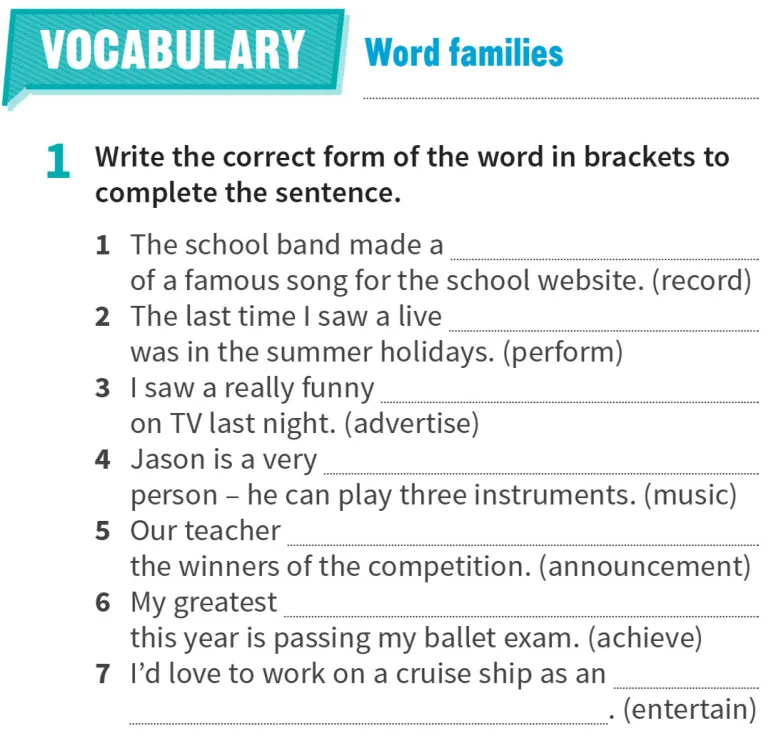 VOCABULARY Word families
1 Write the correct form of the word in brackets to
complete the sentence.
1 The school band made a
of a famous song for the school website. (record)
2 The last time I saw a live
was in the summer holidays. (perform)
3 I saw a really funny
on TV last night. (advertise)
4 Jason is a very
person – he can play three instruments. (music)
5 Our teacher
the winners of the competition. (announcement)
6 My greatest
this year is passing my ballet exam. (achieve)
7 I’d love to work on a cruise ship as an
. (entertain)